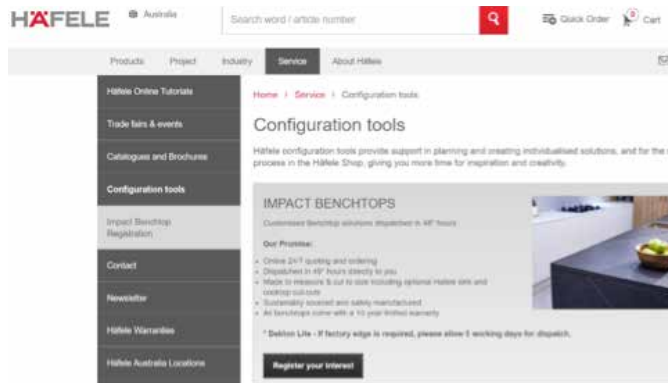 HÄFELE
Australia
Search word / article number
Quick Order
0
Cart
Products
Project
Industry
Service
About Häfele
Häfele Online Tutorials
Trade fairs & events
Catalogues and Brochures
Configuration tools
Impact Benchtop
Registration
Contact
Newsletter
Häfele Warranties
Häfele Australia Locations
Home / Service / Configuration tools
Configuration tools
Häfele configuration tools provide support in planning and creating individualised solutions, and for the
process in the Häfele Shop, giving you more time for inspiration and creativity.
IMPACT BENCHTOPS
Customised Benchtop solutions dispatched in 48* hours
Our Promise:
Online 24/7 quoting and ordering
Dispatched in 48* hours directly to you
Made to measure & cut to size including optional Hafele sink and
cooktop cut-outs
Sustainably sourced and safely manufactured
All benchtops come with a 10 year limited warranty
* Dekton Lite - If factory edge is required, please allow 5 working days for dispatch.
Register your interest